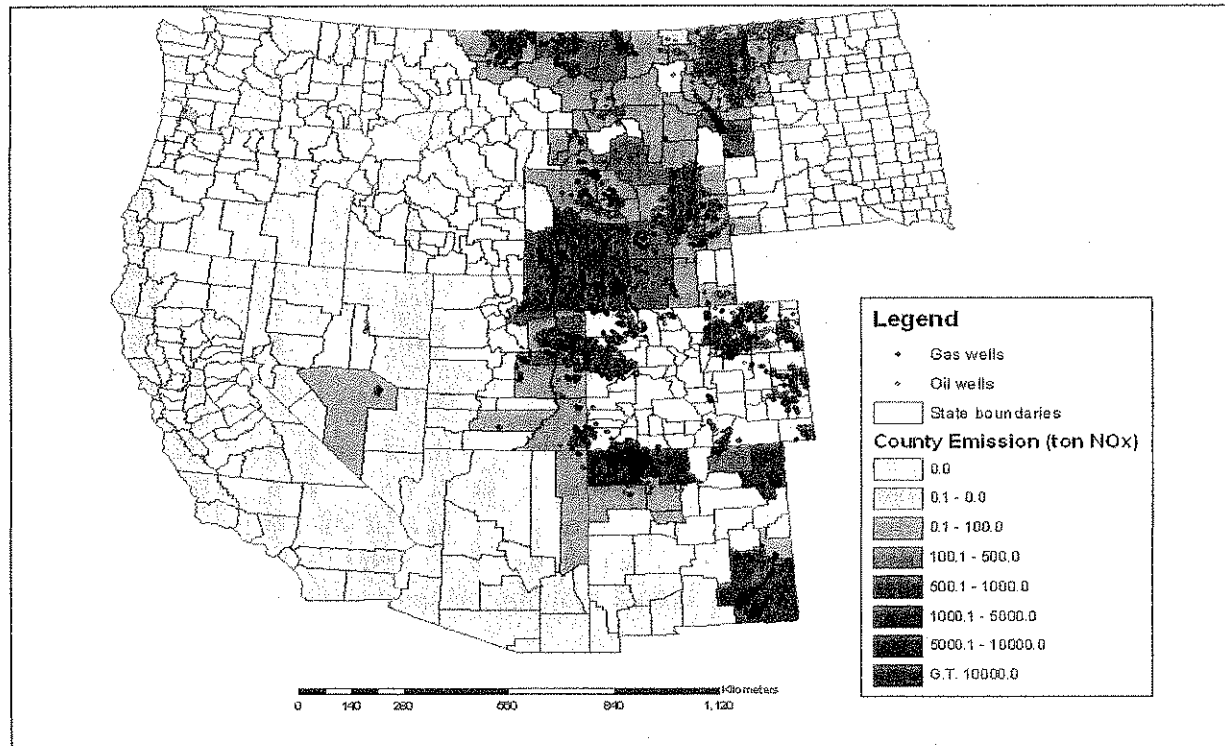 Legend
Gas wells
Oil wells
State boundaries
County Emission (ton NOx)
0.0
0.1 - 0.0
0.1 - 100.0
100.1 - 500.0
500.1 - 1000.0
1000.1 - 5000.0
5000.1 - 10000.0
G.T. 10000.0
Kilometers
0 140 280 560 840 1,120